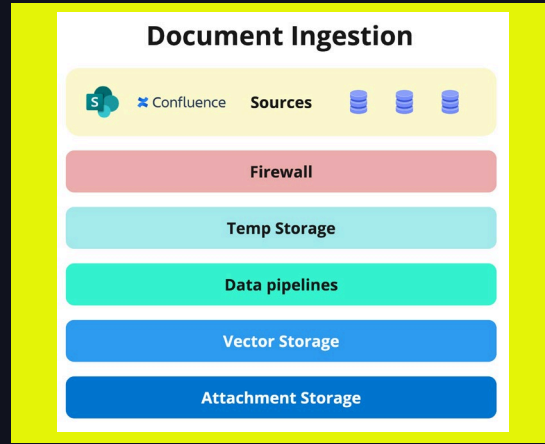 Document Ingestion
S Confluence Sources
Firewall
Temp Storage
Data pipelines
Vector Storage
Attachment Storage